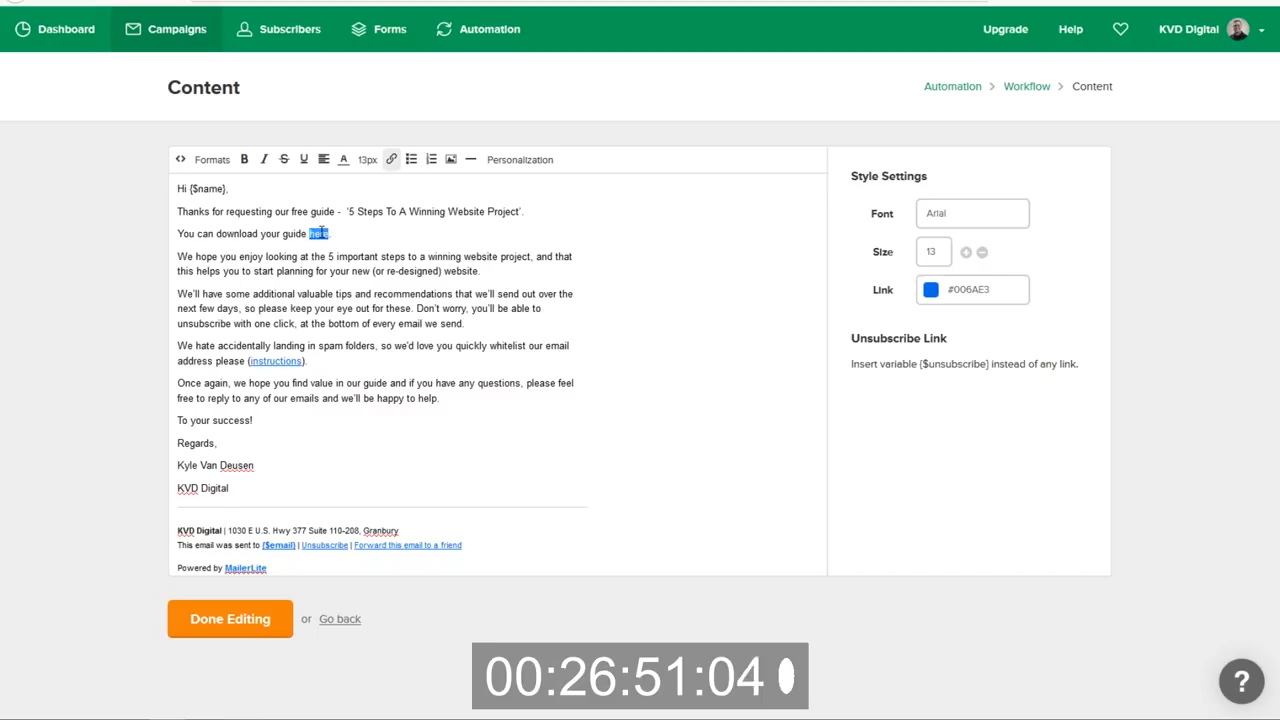 Dashboard Campaigns Subscribers Forms Automation Upgrade Help KVD Digital
Content
Automation > Workflow > Content
Formats B I S U A 13px Personalization
Hi {$name},
Thanks for requesting our free guide - '5 Steps To A Winning Website Project'.
You can download your guide here.
We hope you enjoy looking at the 5 important steps to a winning website project, and that
this helps you to start planning for your new (or re-designed) website.
We'll have some additional valuable tips and recommendations that we'll send out over the
next few days, so please keep your eye out for these. Don't worry, you'll be able to
unsubscribe with one click, at the bottom of every email we send.
We hate accidentally landing in spam folders, so we'd love you quickly whitelist our email
address please (instructions).
Once again, we hope you find value in our guide and if you have any questions, please feel
free to reply to any of our emails and we'll be happy to help.
To your success!
Regards,
Kyle Van Deusen
KVD Digital
KVD Digital | 1030 E U.S. Hwy 377 Suite 110-208, Granbury
This email was sent to {$email} | Unsubscribe | Forward this email to a friend
Powered by MailerLite
Style Settings
Font Arial
Size 13
Link #006AE3
Unsubscribe Link
Insert variable {$unsubscribe} instead of any link.
Done Editing or Go back
00:26:51:04
?